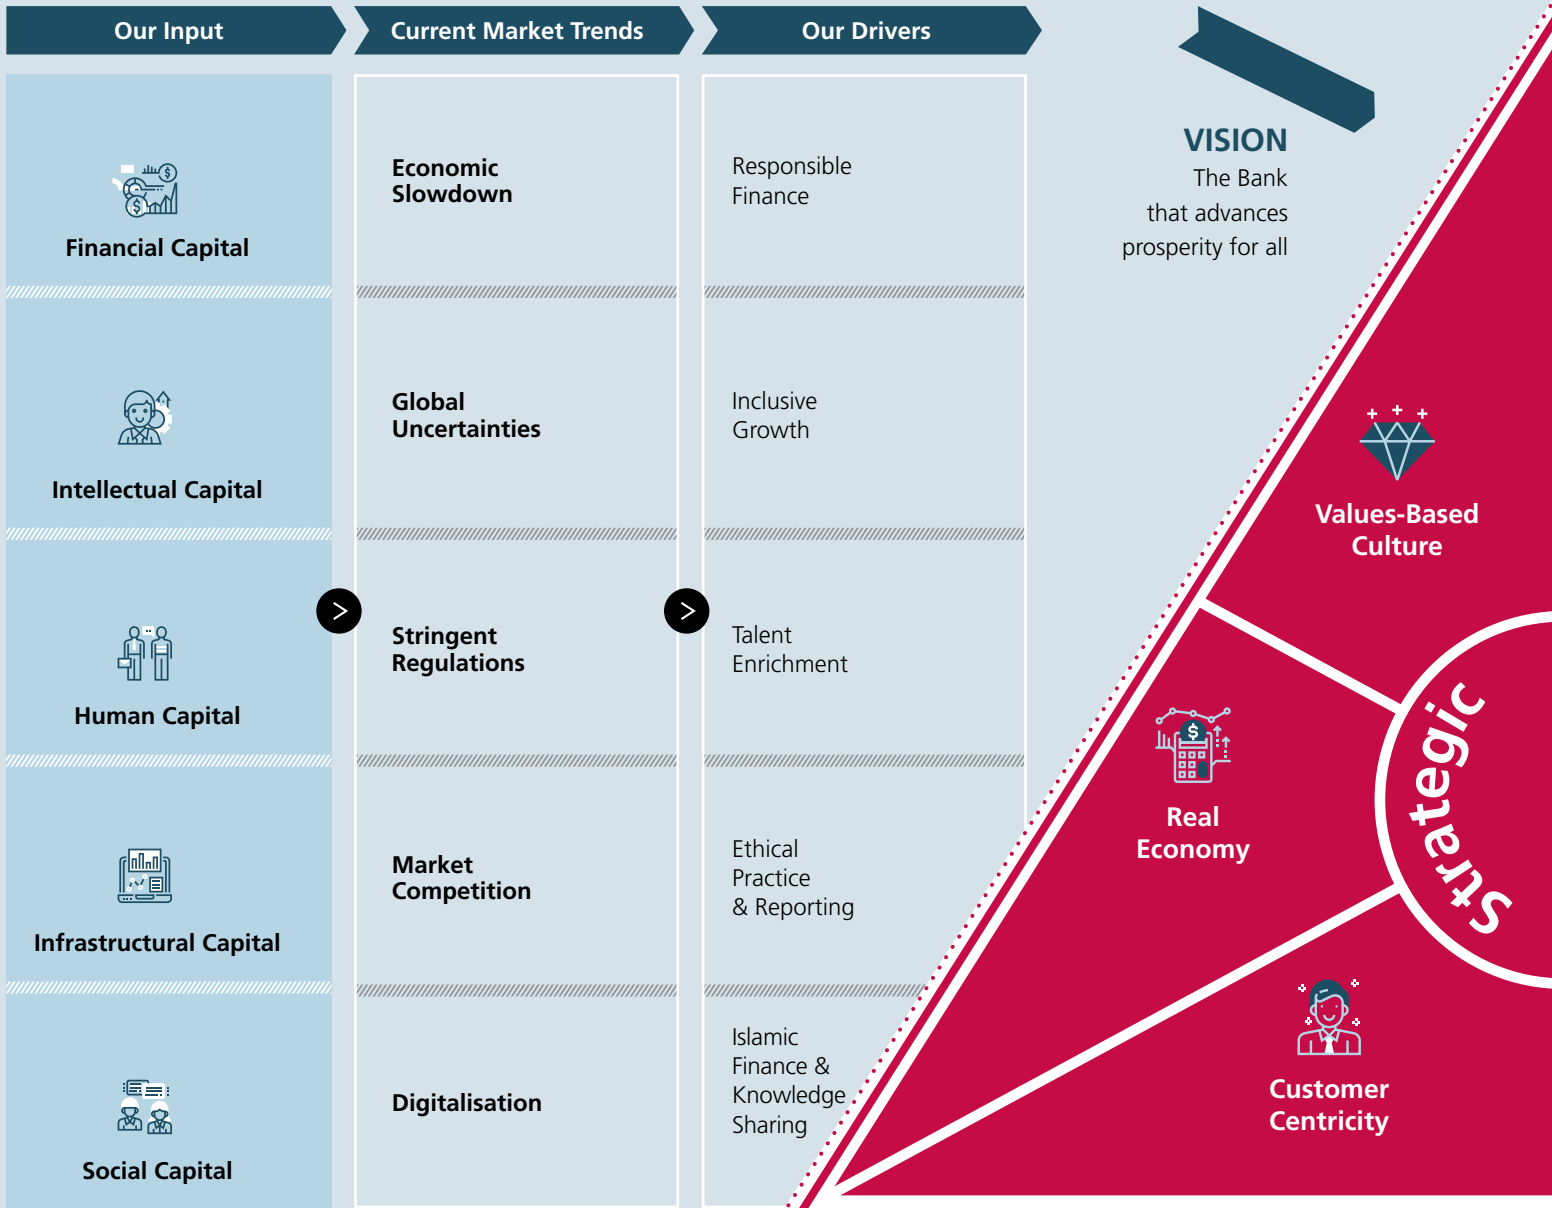 Our Input
Current Market Trends
Our Drivers
Financial Capital
Intellectual Capital
Human Capital
Infrastructural Capital
Social Capital
Economic
Slowdown
Global
Uncertainties
Stringent
Regulations
Market
Competition
Digitalisation
Responsible
Finance
Inclusive
Growth
Talent
Enrichment
Ethical
Practice
& Reporting
Islamic
Finance &
Knowledge
Sharing
VISION
The Bank
that advances
prosperity for all
Values-Based
Culture
Real
Economy
Customer
Centricity
Strategic